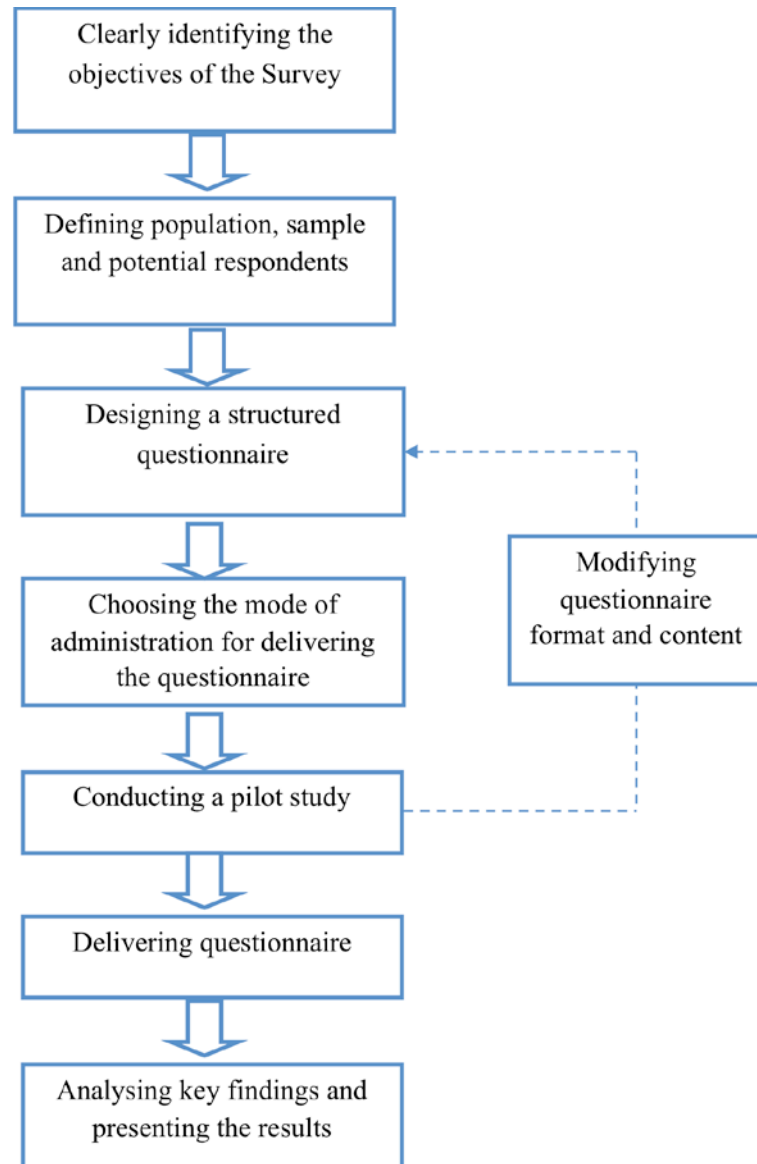 Clearly identifying the
objectives of the Survey
Defining population, sample
and potential respondents
Designing a structured
questionnaire
Choosing the mode of
administration for delivering
the questionnaire
Modifying
questionnaire
format and content
Conducting a pilot study
Delivering questionnaire
Analysing key findings and
presenting the results